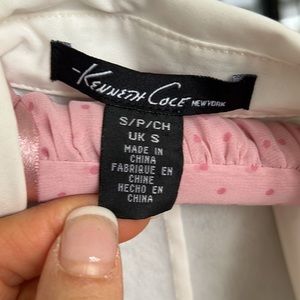 KENNETH COLE NEW YORK
S/P/CH
UK S
MADE IN
CHINA
FABRIQUE EN
CHINE
HECHO EN
CHINA